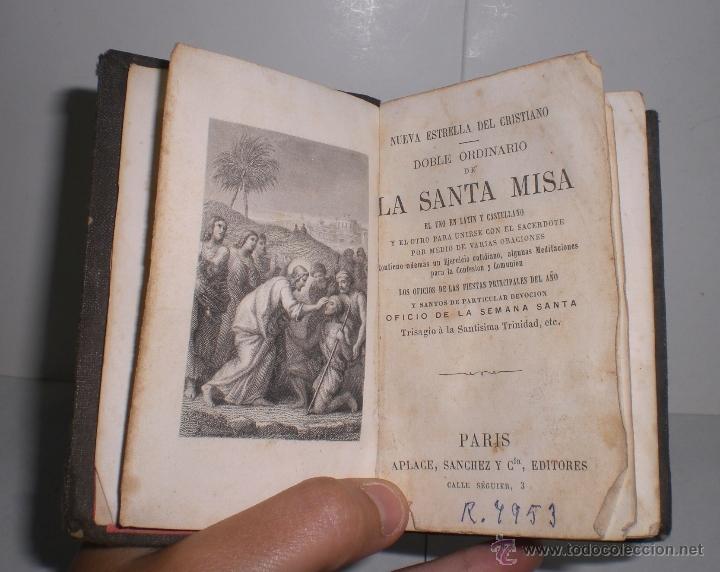 NUEVA ESTRELLA DEL CRISTIANO
DOBLE ORDINARIO
DE
LA SANTA MISA
EL UNO EN LATIN Y CASTELLANO
Y EL OTRO PARA UNIRSE CON EL SACERDOTE
POR MEDIO DE VARIAS ORACIONES
Contiene además un Ejercicio cotidiano, algunas Meditaciones
para la Confesion y Comunion
LOS OFICIOS DE LAS FIESTAS PRINCIPALES DEL AÑO
Y SANTOS DE PARTICULAR DEVOCION
OFICIO DE LA SEMANA SANTA
Trisagio à la Santísima Trinidad, etc.
PARIS
APLACE, SANCHEZ Y Cía, EDITORES
CALLE SÉGUIER, 3
R. 4953
www.todocoleccion.net